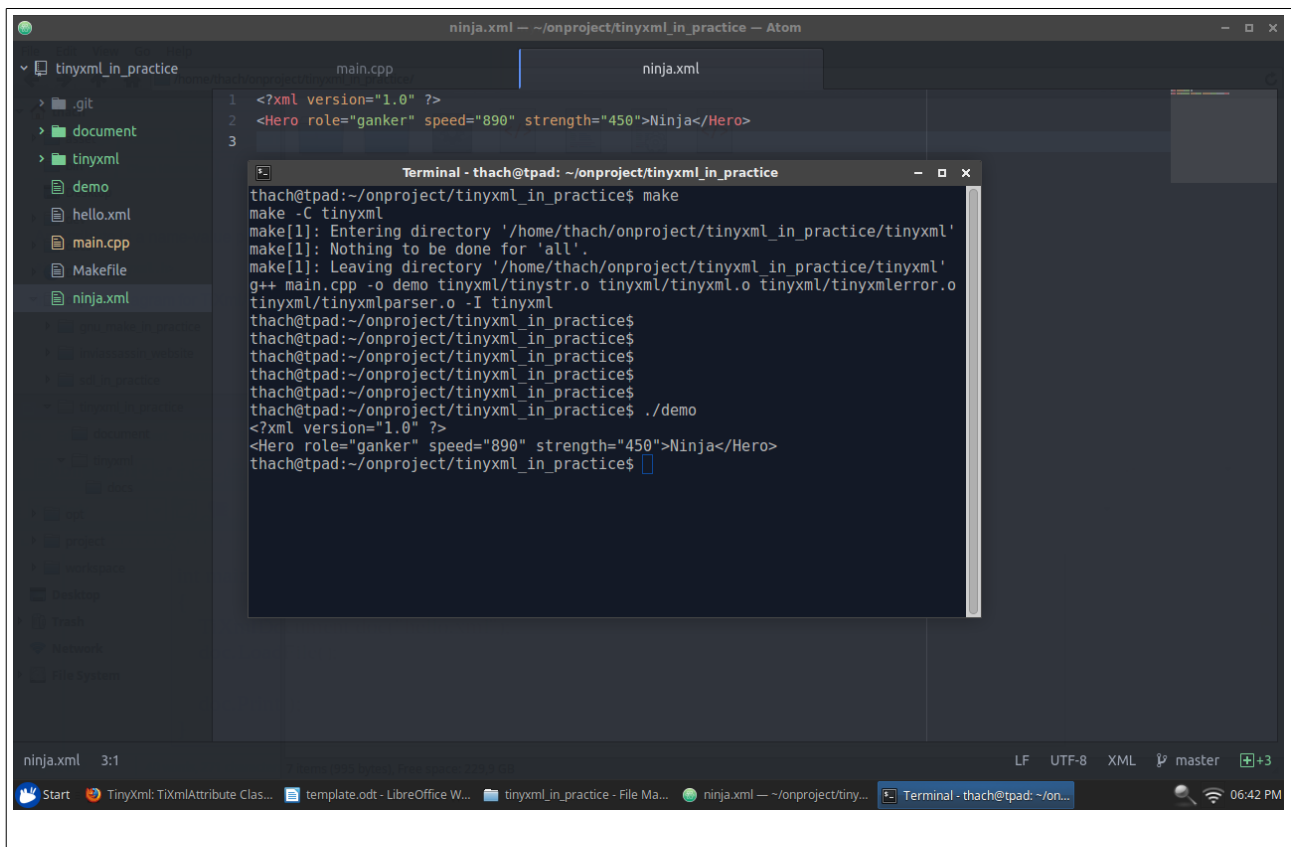 ninja.xml — ~/onproject/tinyxml_in_practice — Atom
tinyxml_in_practice
main.cpp
ninja.xml
.git
document
tinyxml
demo
hello.xml
main.cpp
Makefile
ninja.xml
1 <?xml version="1.0" ?>
2 <Hero role="ganker" speed="890" strength="450">Ninja</Hero>
3
Terminal - thach@tpad: ~/onproject/tinyxml_in_practice
thach@tpad:~/onproject/tinyxml_in_practice$ make
make -C tinyxml
make[1]: Entering directory '/home/thach/onproject/tinyxml_in_practice/tinyxml'
make[1]: Nothing to be done for 'all'.
make[1]: Leaving directory '/home/thach/onproject/tinyxml_in_practice/tinyxml'
g++ main.cpp -o demo tinyxml/tinystr.o tinyxml/tinyxml.o tinyxml/tinyxmlerror.o
tinyxml/tinyxmlparser.o -I tinyxml
thach@tpad:~/onproject/tinyxml_in_practice$
thach@tpad:~/onproject/tinyxml_in_practice$
thach@tpad:~/onproject/tinyxml_in_practice$
thach@tpad:~/onproject/tinyxml_in_practice$
thach@tpad:~/onproject/tinyxml_in_practice$
thach@tpad:~/onproject/tinyxml_in_practice$ ./demo
<?xml version="1.0" ?>
<Hero role="ganker" speed="890" strength="450">Ninja</Hero>
thach@tpad:~/onproject/tinyxml_in_practice$
Desktop
Trash
Network
File System
ninja.xml 3:1
LF UTF-8 XML master +3
Start TinyXml: TiXmlAttribute Clas... template.odt - LibreOffice W... tinyxml_in_practice - File Ma... ninja.xml — ~/onproject/tiny... Terminal - thach@tpad: ~/on... 06:42 PM